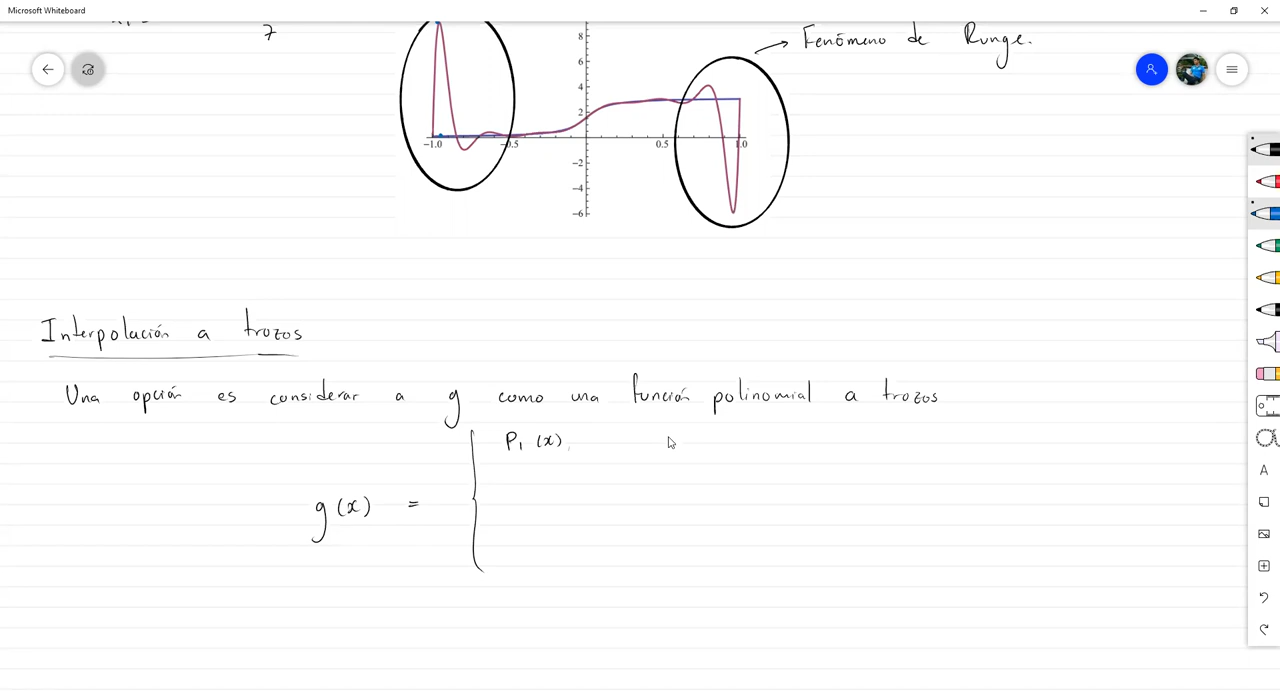 Microsoft Whiteboard
7
Fenómeno de Runge.
8
6
4
2
-1.0 -0.5 0.5 1.0
-2
-4
-6
Interpolación a trozos
Una opción es considerar a g como una función polinomial a trozos
P₁ (x),
g(x) =
A